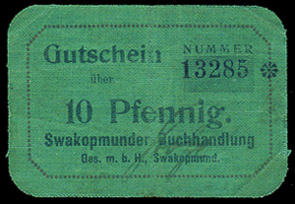 Gutschein NUMMER
über 13285
10 Pfennig.
Swakopmunder Buchhandlung
Ges. m. b. H., Swakopmund.